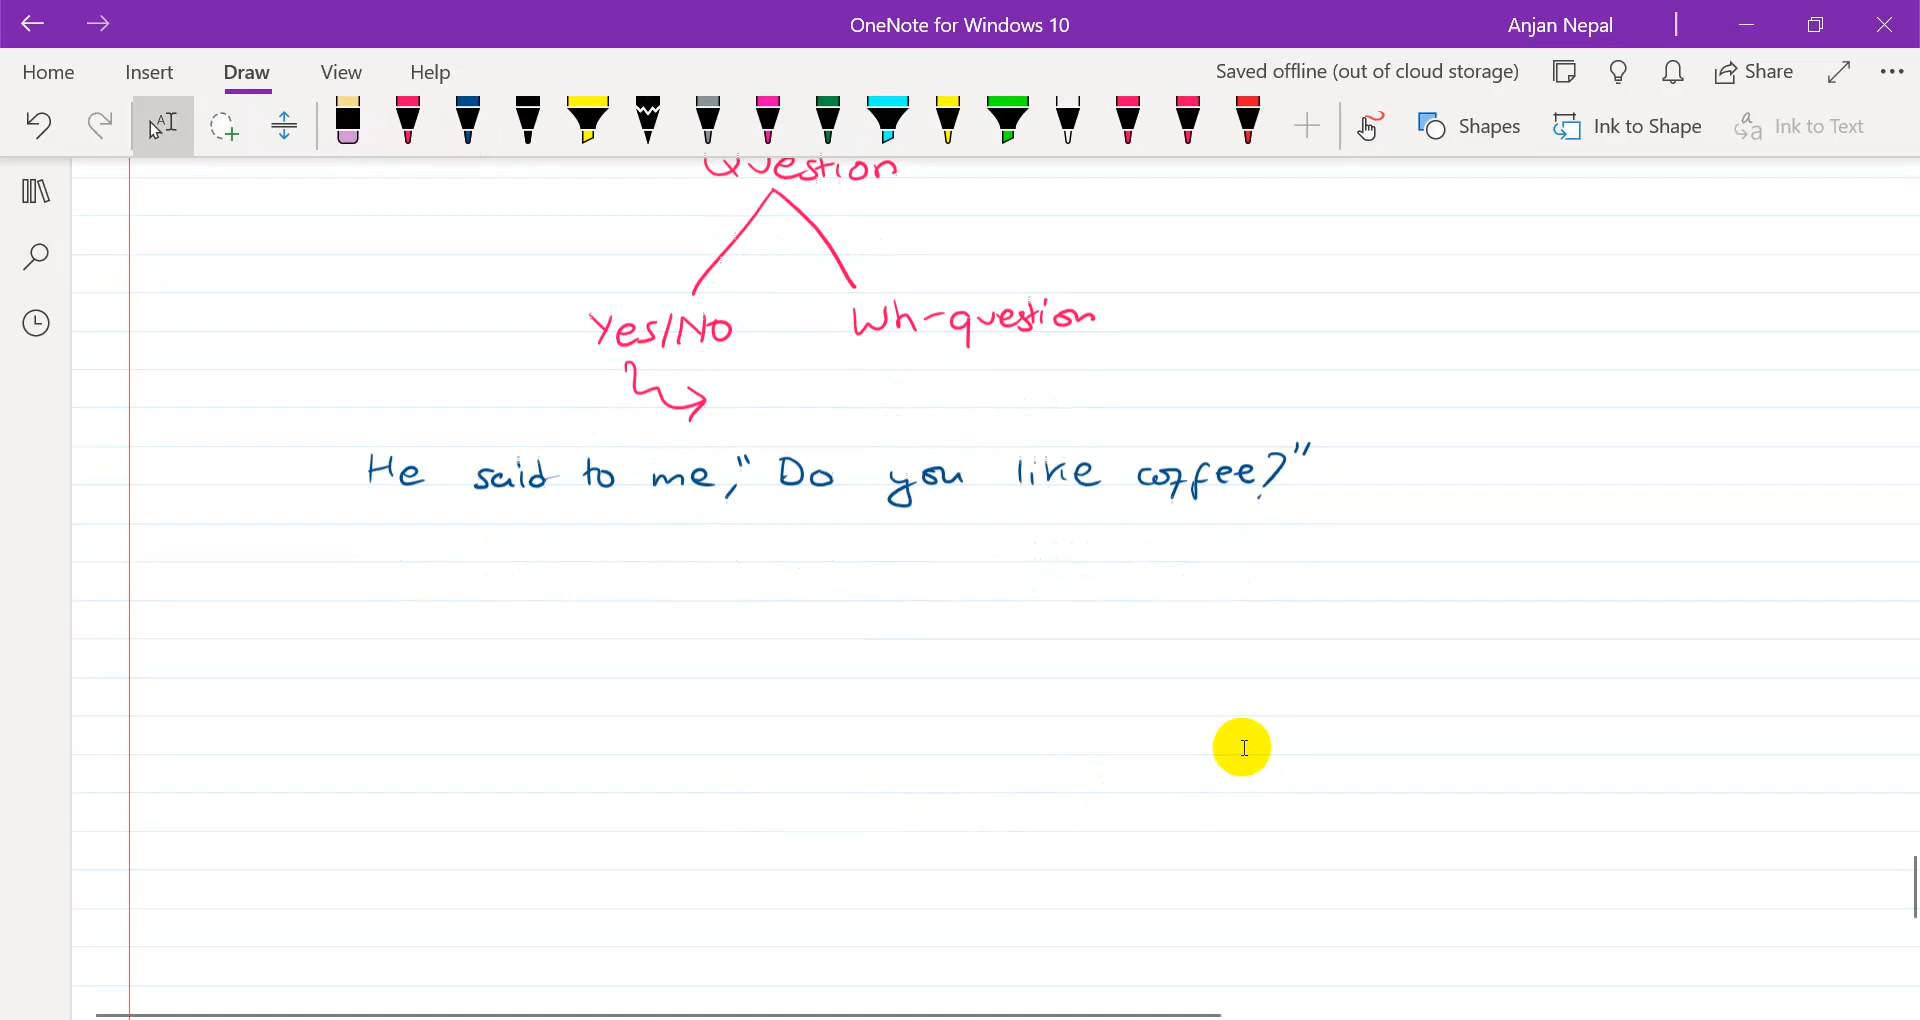 OneNote for Windows 10
Anjan Nepal
Home Insert Draw View Help
Saved offline (out of cloud storage)
Share
Shapes
Ink to Shape
Ink to Text
Question
Yes/No
Wh-question
He said to me," Do you like coffee?"